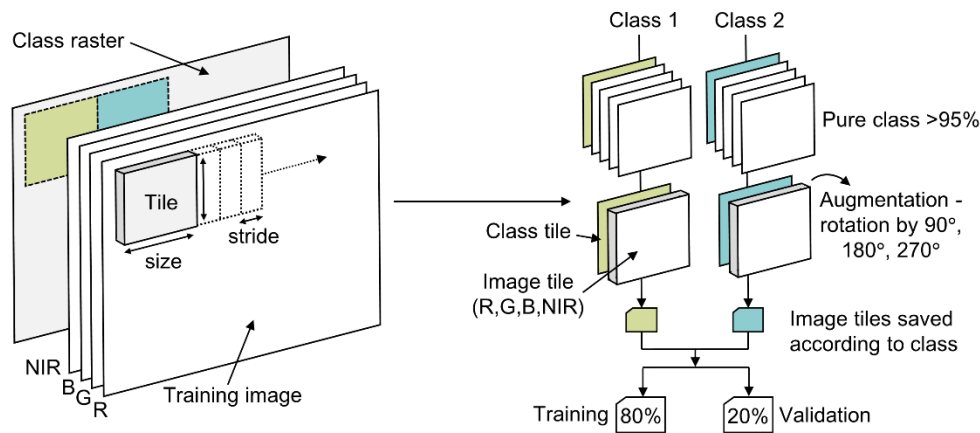 Class raster
Tile
size
stride
NIR
B
G
R
Training image
Class 1
Class 2
Pure class >95%
Class tile
Image tile
(R,G,B,NIR)
Augmentation -
rotation by 90°,
180°, 270°
Image tiles saved
according to class
Training
80%
20%
Validation